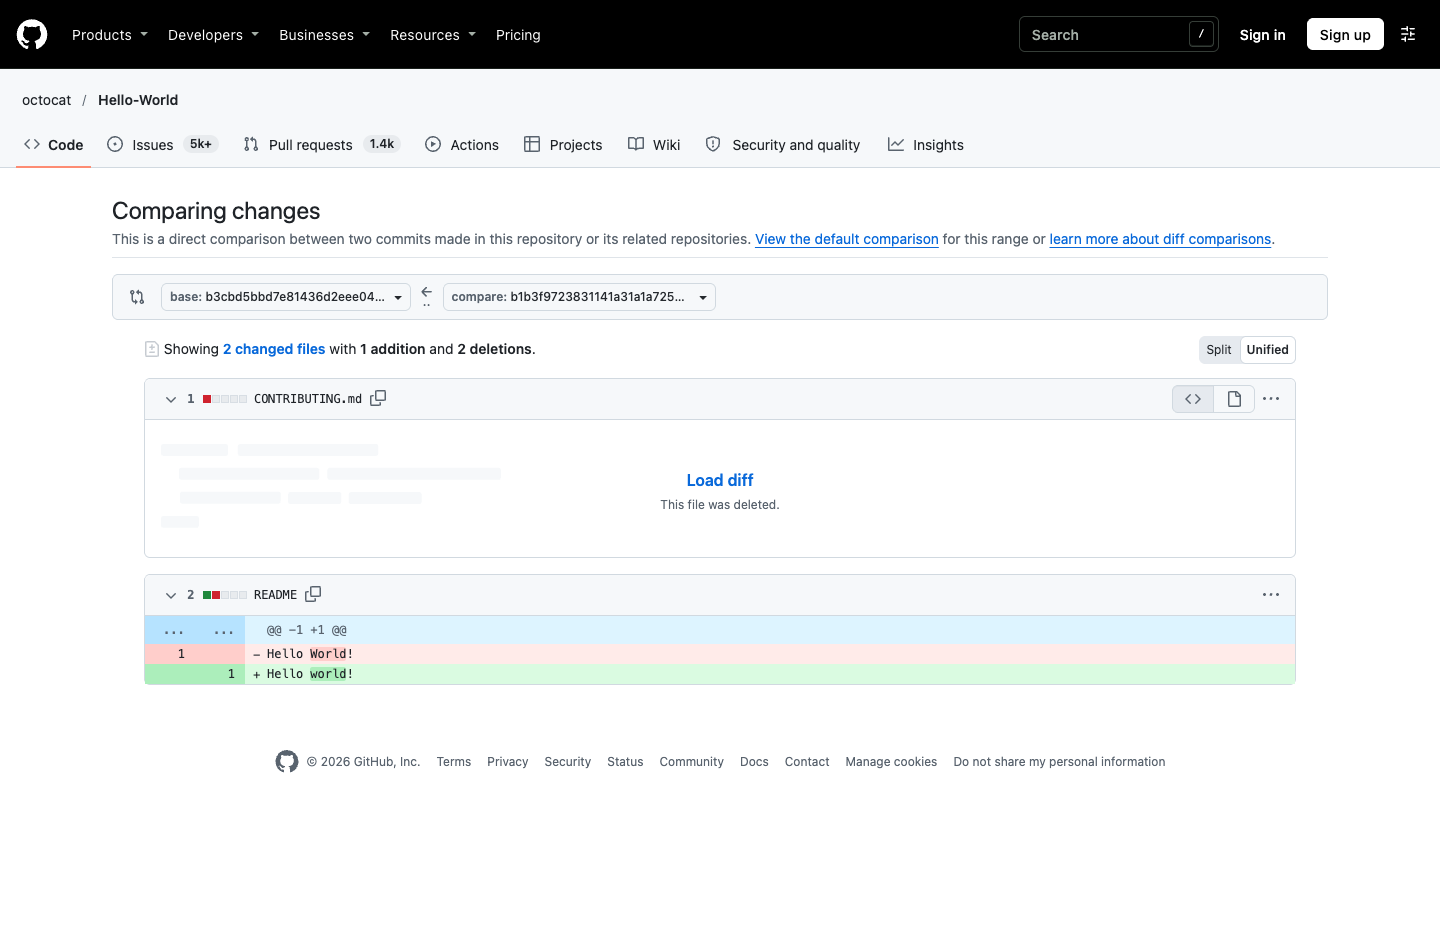 Products Developers Businesses Resources Pricing Search / Sign in Sign up
octocat / Hello-World
Code Issues 5k+ Pull requests 1.4k Actions Projects Wiki Security and quality Insights
Comparing changes
This is a direct comparison between two commits made in this repository or its related repositories. View the default comparison for this range or learn more about diff comparisons.
base: b3cbd5bbd7e81436d2eee04... .. compare: b1b3f9723831141a31a1a725...
Showing 2 changed files with 1 addition and 2 deletions.
Split Unified
1 CONTRIBUTING.md
Load diff
This file was deleted.
2 README
... ... @@ -1 +1 @@
1 - Hello World!
1 + Hello world!
© 2026 GitHub, Inc. Terms Privacy Security Status Community Docs Contact Manage cookies Do not share my personal information